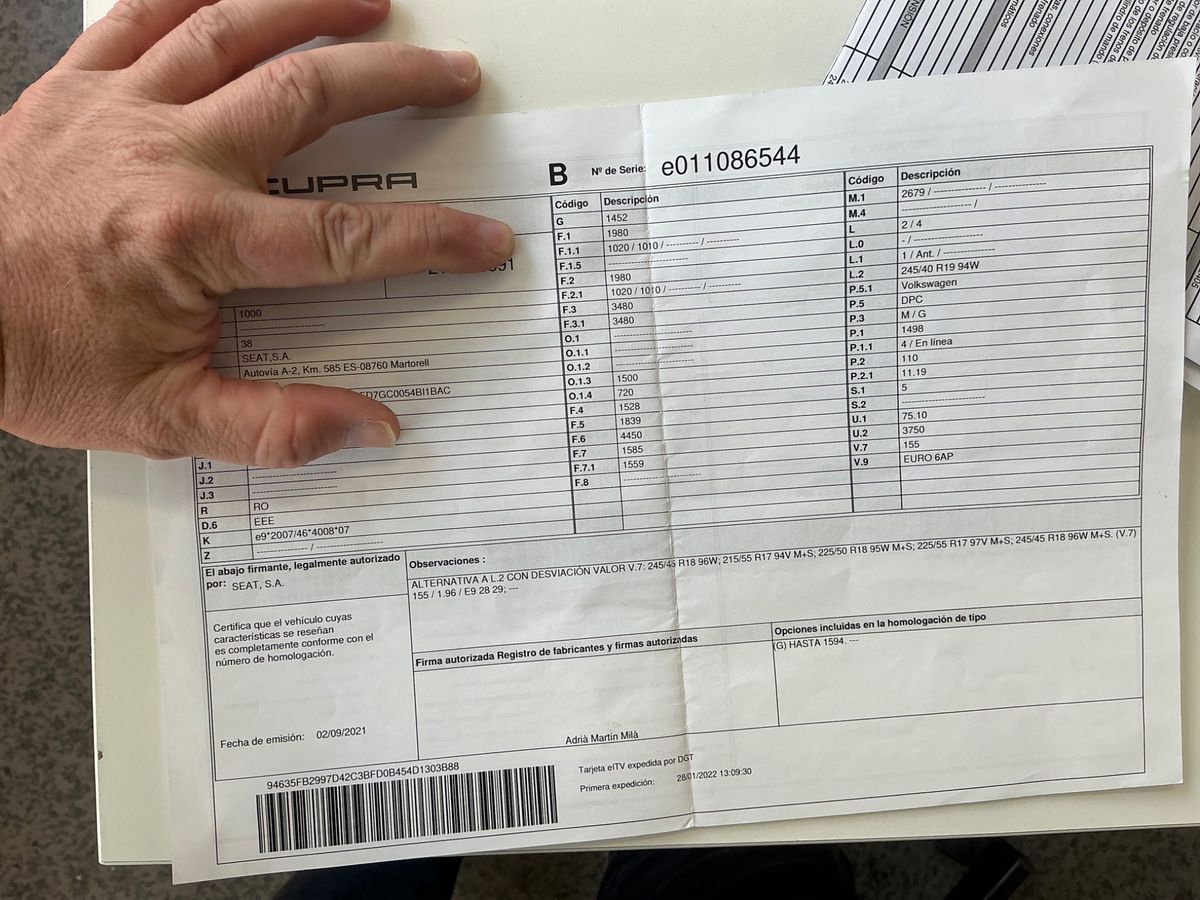 CUPRA
B Nº de Serie: e011086544
1000
------------------------
38
SEAT,S.A.
Autovía A-2, Km. 585 ES-08760 Martorell
D7GC0054BI1BAC
J.1
J.2 ------------------------
J.3 ------------------------
R RO
D.6 EEE
K e9*2007/46*4008*07
Z --------------- / -------------------
Código Descripción
G 1452
F.1 1980
F.1.1 1020 / 1010 / ---------- / ----------
F.1.5 ------------------------
F.2 1980
F.2.1 1020 / 1010 / ---------- / ----------
F.3 3480
F.3.1 3480
O.1 ------------------------
O.1.1 ------------------------
O.1.2 ------------------------
O.1.3 1500
O.1.4 720
F.4 1528
F.5 1839
F.6 4450
F.7 1585
F.7.1 1559
F.8 ------------------------
Código Descripción
M.1 2679 / --------------- / ---------------
M.4 -------------------- /
L 2 / 4
L.0 - / --------------------
L.1 1 / Ant. / ---------------
L.2 245/40 R19 94W
P.5.1 Volkswagen
P.5 DPC
P.3 M / G
P.1 1498
P.1.1 4 / En línea
P.2 110
P.2.1 11.19
S.1 5
S.2 ------------------------
U.1 75.10
U.2 3750
V.7 155
V.9 EURO 6AP
El abajo firmante, legalmente autorizado
por: SEAT, S.A.
Certifica que el vehículo cuyas
características se reseñan
es completamente conforme con el
número de homologación.
Fecha de emisión: 02/09/2021
Observaciones :
ALTERNATIVA A L.2 CON DESVIACIÓN VALOR V.7: 245/45 R18 96W; 215/55 R17 94V M+S; 225/50 R18 95W M+S; 225/55 R17 97V M+S; 245/45 R18 96W M+S. (V.7)
155 / 1.96 / E9 28 29; ---
Firma autorizada Registro de fabricantes y firmas autorizadas
Adrià Martin Milà
Opciones incluidas en la homologación de tipo
(G) HASTA 1594. ---
94635FB2997D42C3BFD0B454D1303B88
Tarjeta eITV expedida por DGT
Primera expedición: 28/01/2022 13:09:30